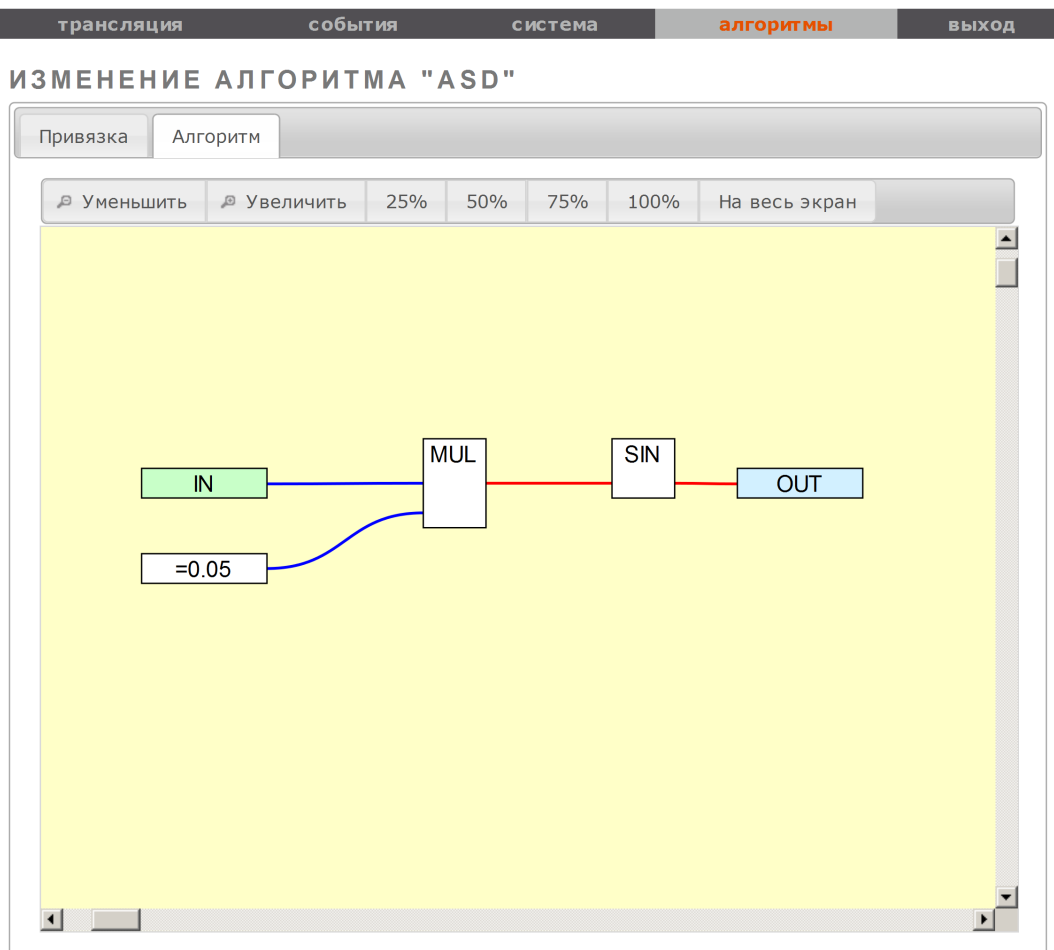 трансляция события система алгоритмы выход
ИЗМЕНЕНИЕ АЛГОРИТМА "ASD"
Привязка Алгоритм
Уменьшить Увеличить 25% 50% 75% 100% На весь экран
MUL SIN
IN OUT
=0.05